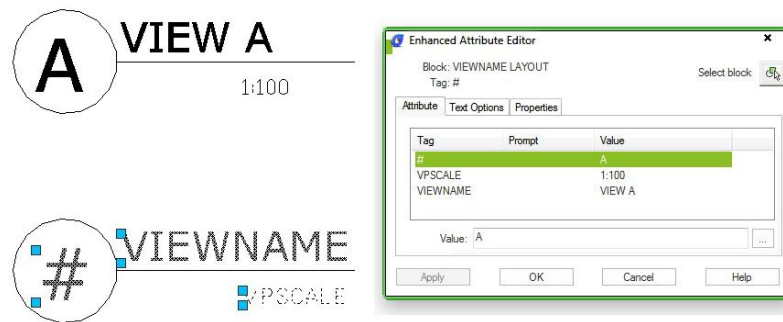 VIEW A
A
1:100
VIEWNAME
#
VPSCALE
Enhanced Attribute Editor
Block: VIEWNAME LAYOUT
Tag: #
Select block
Attribute Text Options Properties
Tag Prompt Value
# A
VPSCALE 1:100
VIEWNAME VIEW A
Value: A
...
Apply OK Cancel Help